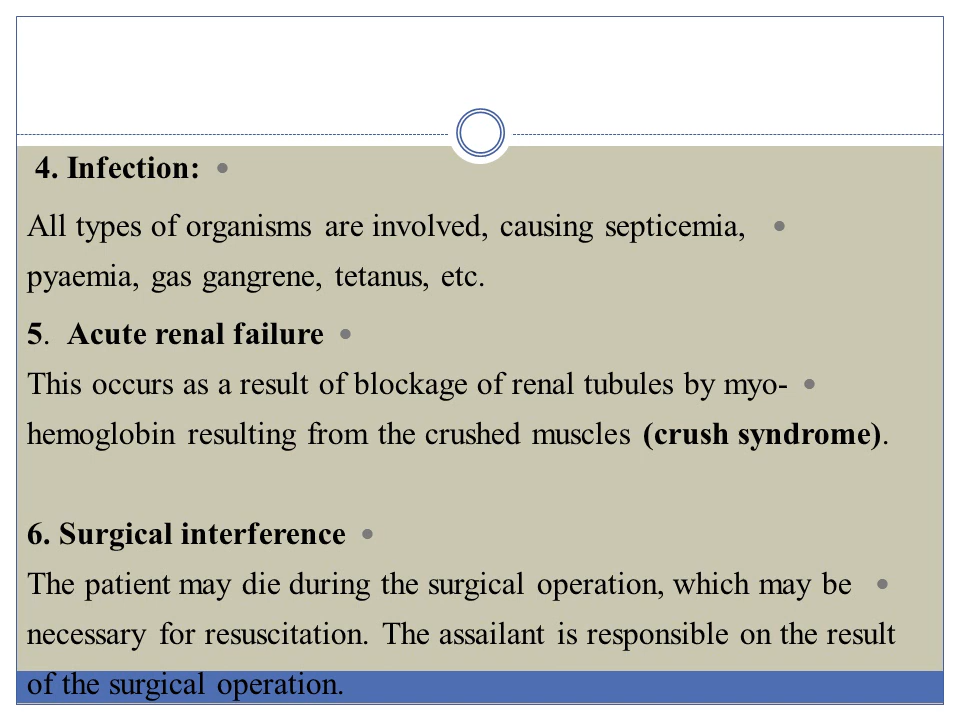 4. Infection: •
All types of organisms are involved, causing septicemia, •
pyaemia, gas gangrene, tetanus, etc.
5. Acute renal failure •
This occurs as a result of blockage of renal tubules by myo- •
hemoglobin resulting from the crushed muscles (crush syndrome).
6. Surgical interference •
The patient may die during the surgical operation, which may be •
necessary for resuscitation. The assailant is responsible on the result
of the surgical operation.